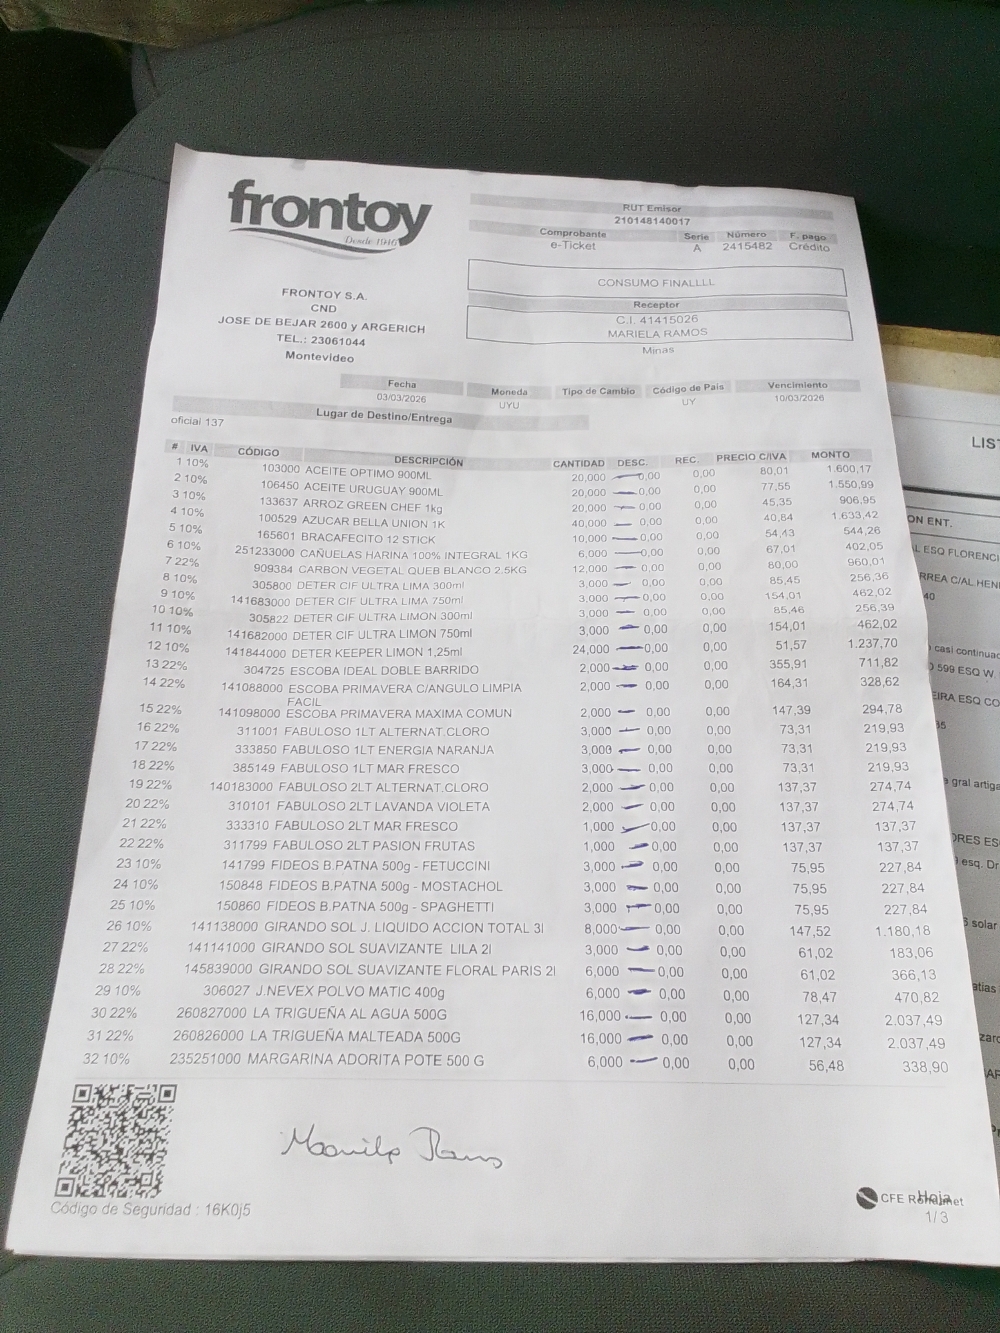 frontoy
Desde 1946
RUT Emisor
210148140017
Comprobante Serie Número F. pago
e-Ticket A 2415482 Crédito
CONSUMO FINALLLL
Receptor
C.I. 41415026
MARIELA RAMOS
Minas
FRONTOY S.A.
CND
JOSE DE BEJAR 2600 y ARGERICH
TEL.: 23061044
Montevideo
Fecha Moneda Tipo de Cambio Código de País Vencimiento
03/03/2026 UYU UY 10/03/2026
Lugar de Destino/Entrega
oficial 137
# IVA CÓDIGO DESCRIPCIÓN CANTIDAD DESC. REC. PRECIO C/IVA MONTO
1 10% 103000 ACEITE OPTIMO 900ML 20,000 0,00 0,00 80,01 1.600,17
2 10% 106450 ACEITE URUGUAY 900ML 20,000 0,00 0,00 77,55 1.550,99
3 10% 133637 ARROZ GREEN CHEF 1kg 20,000 0,00 0,00 45,35 906,95
4 10% 100529 AZUCAR BELLA UNION 1K 40,000 0,00 0,00 40,84 1.633,42
5 10% 165601 BRACAFECITO 12 STICK 10,000 0,00 0,00 54,43 544,26
6 10% 251233000 CAÑUELAS HARINA 100% INTEGRAL 1KG 6,000 0,00 0,00 67,01 402,05
7 22% 909384 CARBON VEGETAL QUEB BLANCO 2.5KG 12,000 0,00 0,00 80,00 960,01
8 10% 305800 DETER CIF ULTRA LIMA 300ml 3,000 0,00 0,00 85,45 256,36
9 10% 141683000 DETER CIF ULTRA LIMA 750ml 3,000 0,00 0,00 154,01 462,02
10 10% 305822 DETER CIF ULTRA LIMON 300ml 3,000 0,00 0,00 85,46 256,39
11 10% 141682000 DETER CIF ULTRA LIMON 750ml 3,000 0,00 0,00 154,01 462,02
12 10% 141844000 DETER KEEPER LIMON 1,25ml 24,000 0,00 0,00 51,57 1.237,70
13 22% 304725 ESCOBA IDEAL DOBLE BARRIDO 2,000 0,00 0,00 355,91 711,82
14 22% 141088000 ESCOBA PRIMAVERA C/ANGULO LIMPIA 2,000 0,00 0,00 164,31 328,62
FACIL
15 22% 141098000 ESCOBA PRIMAVERA MAXIMA COMUN 2,000 0,00 0,00 147,39 294,78
16 22% 311001 FABULOSO 1LT ALTERNAT.CLORO 3,000 0,00 0,00 73,31 219,93
17 22% 333850 FABULOSO 1LT ENERGIA NARANJA 3,000 0,00 0,00 73,31 219,93
18 22% 385149 FABULOSO 1LT MAR FRESCO 3,000 0,00 0,00 73,31 219,93
19 22% 140183000 FABULOSO 2LT ALTERNAT.CLORO 2,000 0,00 0,00 137,37 274,74
20 22% 310101 FABULOSO 2LT LAVANDA VIOLETA 2,000 0,00 0,00 137,37 274,74
21 22% 333310 FABULOSO 2LT MAR FRESCO 1,000 0,00 0,00 137,37 137,37
22 22% 311799 FABULOSO 2LT PASION FRUTAS 1,000 0,00 0,00 137,37 137,37
23 10% 141799 FIDEOS B.PATNA 500g - FETUCCINI 3,000 0,00 0,00 75,95 227,84
24 10% 150848 FIDEOS B.PATNA 500g - MOSTACHOL 3,000 0,00 0,00 75,95 227,84
25 10% 150860 FIDEOS B.PATNA 500g - SPAGHETTI 3,000 0,00 0,00 75,95 227,84
26 10% 141138000 GIRANDO SOL J. LIQUIDO ACCION TOTAL 3l 8,000 0,00 0,00 147,52 1.180,18
27 22% 141141000 GIRANDO SOL SUAVIZANTE LILA 2l 3,000 0,00 0,00 61,02 183,06
28 22% 145839000 GIRANDO SOL SUAVIZANTE FLORAL PARIS 2l 6,000 0,00 0,00 61,02 366,13
29 10% 306027 J.NEVEX POLVO MATIC 400g 6,000 0,00 0,00 78,47 470,82
30 22% 260827000 LA TRIGUEÑA AL AGUA 500G 16,000 0,00 0,00 127,34 2.037,49
31 22% 260826000 LA TRIGUEÑA MALTEADA 500G 16,000 0,00 0,00 127,34 2.037,49
32 10% 235251000 MARGARINA ADORITA POTE 500 G 6,000 0,00 0,00 56,48 338,90
Código de Seguridad : 16K0j5
CFE
Hoja
1/ 3
LIS
ON ENT.
L ESQ FLORENCI
RREA C/AL HEN
40
casi continuac
599 ESQ W
EIRA ESQ CO
gral artiga
ORES ES
esq. Dr
solar